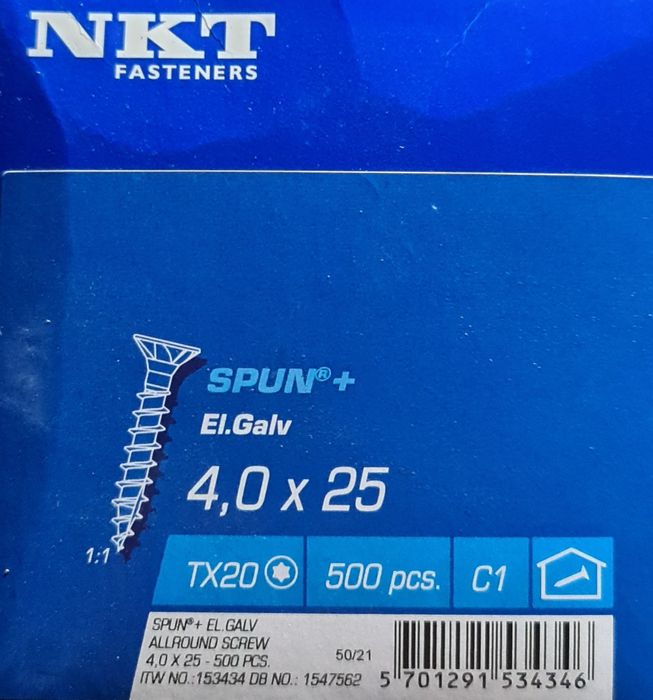 NKT
FASTENERS
SPUN®+
El.Galv
4,0 x 25
1:1
TX20 500 pcs. C1
SPUN®+ EL.GALV
ALLROUND SCREW
4,0 X 25 - 500 PCS. 50/21
ITW NO.:153434 DB NO.: 1547562 5 701291 534346